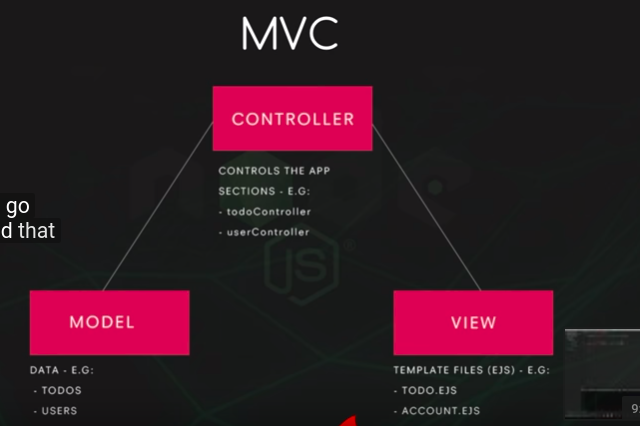 MVC
CONTROLLER
CONTROLS THE APP
SECTIONS - E.G:
- todoController
- userController
go
d that
JS
MODEL
DATA - E.G:
- TODOS
- USERS
VIEW
TEMPLATE FILES (EJS) - E.G:
- TODO.EJS
- ACCOUNT.EJS
9: